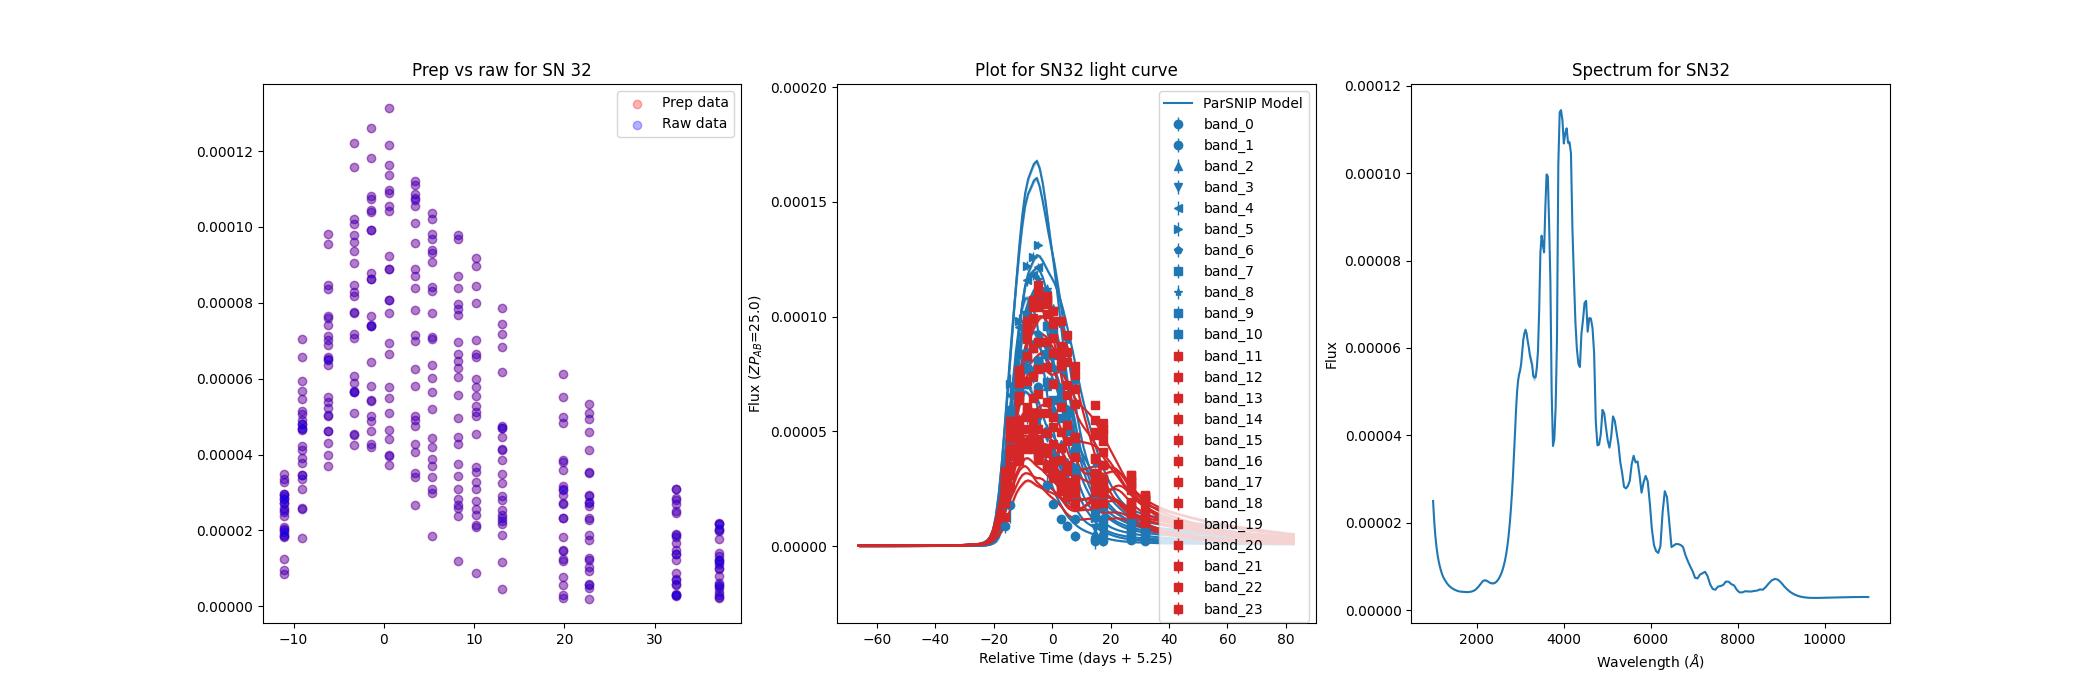 Prep vs raw for SN 32
Prep data
Raw data
0.00012
0.00010
0.00008
0.00006
0.00004
0.00002
0.00000
−10
0
10
20
30
Plot for SN32 light curve
ParSNIP Model
band_0
band_1
band_2
band_3
band_4
band_5
band_6
band_7
band_8
band_9
band_10
band_11
band_12
band_13
band_14
band_15
band_16
band_17
band_18
band_19
band_20
band_21
band_22
band_23
Flux (ZP_AB=25.0)
0.00020
0.00015
0.00010
0.00005
0.00000
−60
−40
−20
0
20
40
60
80
Relative Time (days + 5.25)
Spectrum for SN32
Flux
0.00012
0.00010
0.00008
0.00006
0.00004
0.00002
0.00000
2000
4000
6000
8000
10000
Wavelength (Å)